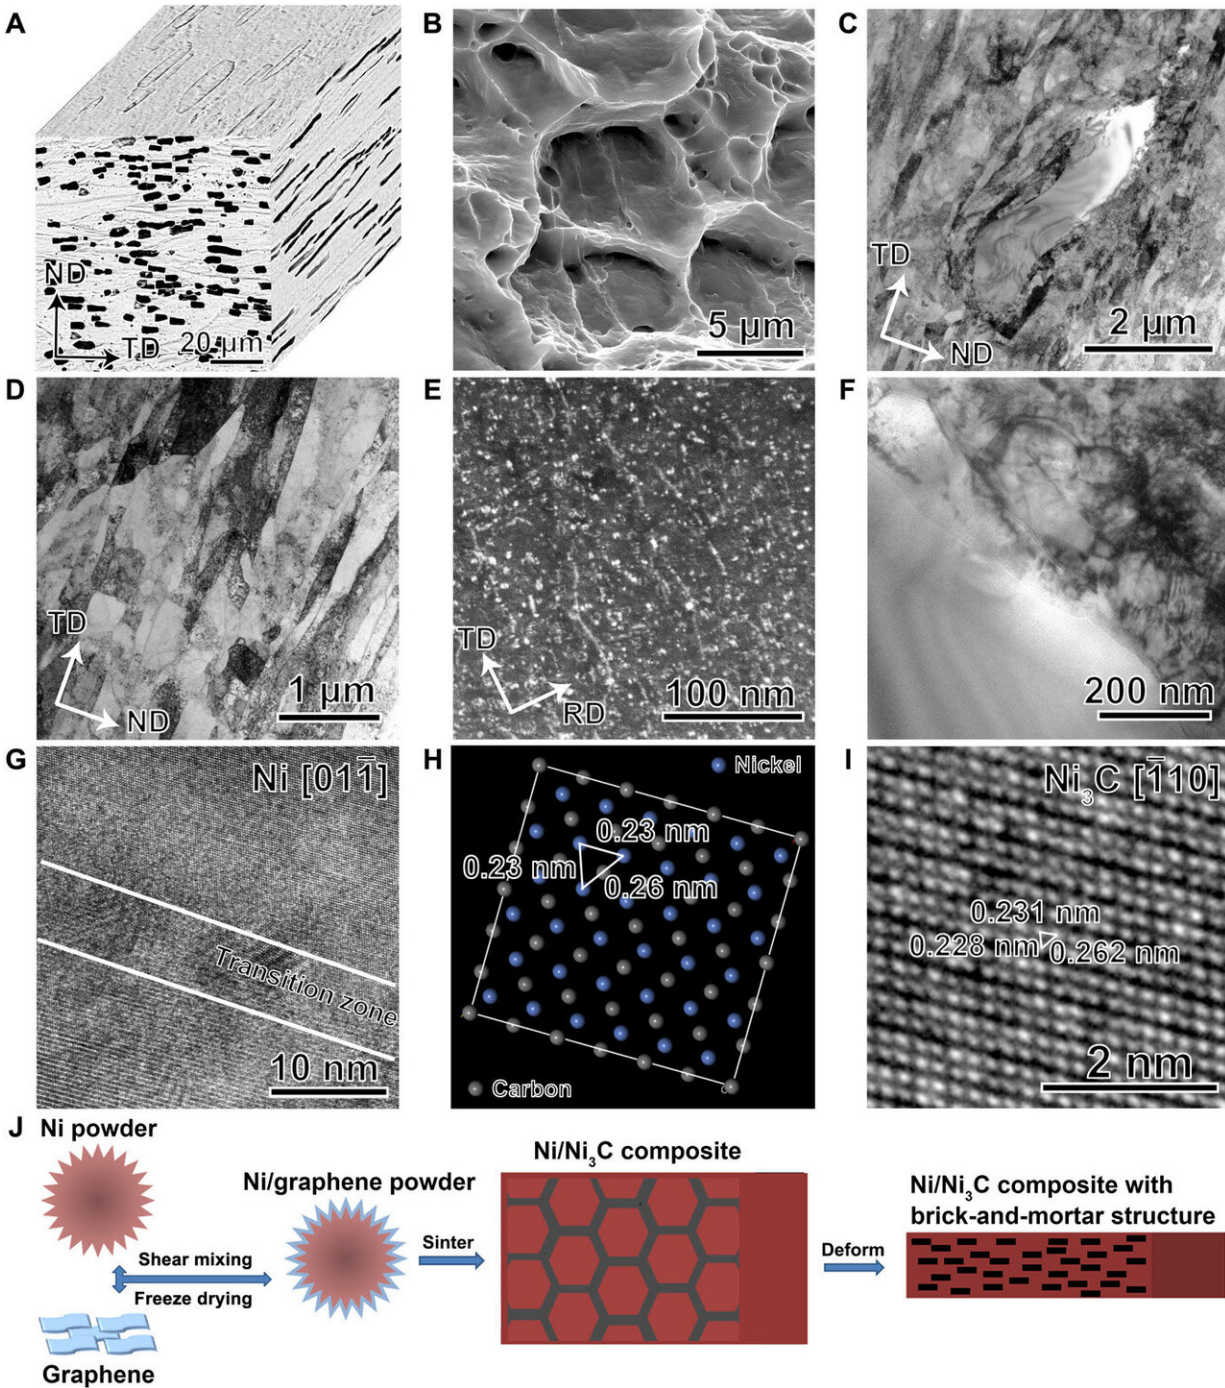 A
ND
TD
20 μm
B
5 μm
C
TD
ND
2 μm
D
TD
ND
1 μm
E
TD
RD
100 nm
F
200 nm
G
Ni [01̄1̄]
Transition zone
10 nm
H
Nickel
0.23 nm
0.23 nm
0.26 nm
Carbon
I
Ni₃C [1̄10]
0.231 nm
0.228 nm
0.262 nm
2 nm
J
Ni powder
Shear mixing
Freeze drying
Graphene
Ni/graphene powder
Sinter
Ni/Ni₃C composite
Deform
Ni/Ni₃C composite with
brick-and-mortar structure